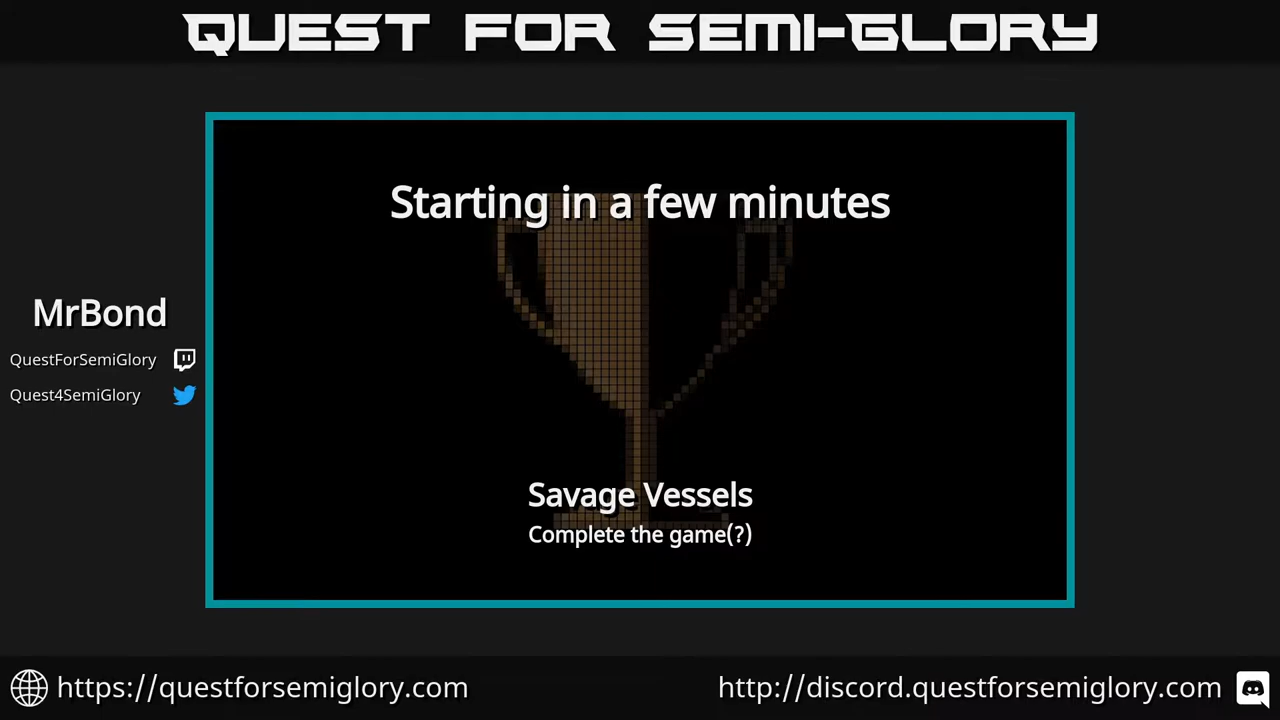 QUEST FOR SEMI-GLORY
Starting in a few minutes
MrBond
QuestForSemiGlory
Quest4SemiGlory
Savage Vessels
Complete the game(?)
https://questforsemiglory.com
http://discord.questforsemiglory.com